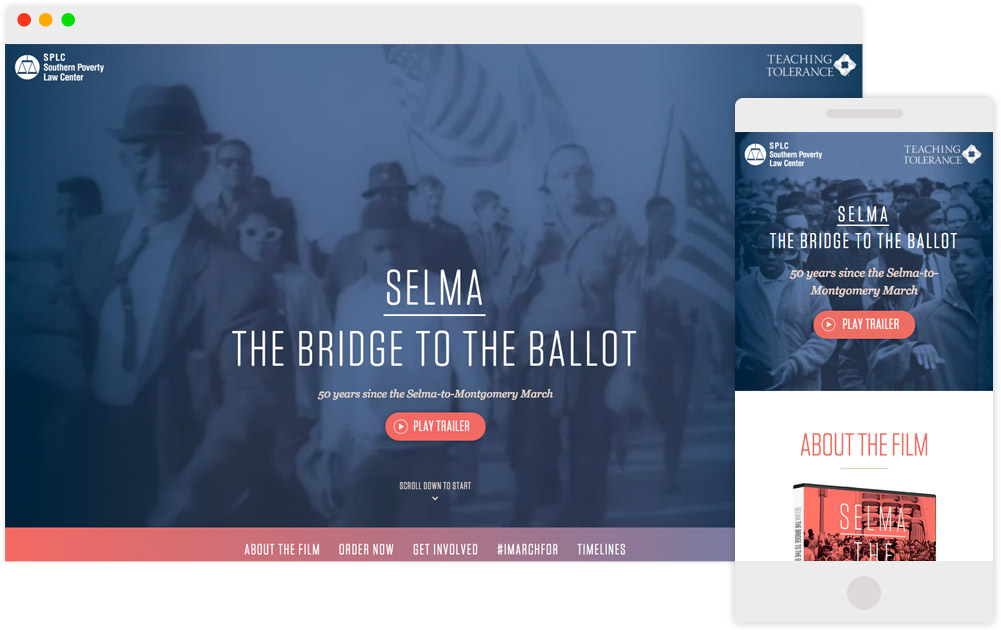 SPLC
Southern Poverty
Law Center
TEACHING
TOLERANCE
SELMA
THE BRIDGE TO THE BALLOT
50 years since the Selma-to-Montgomery March
PLAY TRAILER
SCROLL DOWN TO START
ABOUT THE FILM ORDER NOW GET INVOLVED #IMARCHFOR TIMELINES
SPLC
Southern Poverty
Law Center
TEACHING
TOLERANCE
SELMA
THE BRIDGE TO THE BALLOT
50 years since the Selma-to-
Montgomery March
PLAY TRAILER
ABOUT THE FILM
SELMA
THE
SELMA THE BRIDGE TO THE